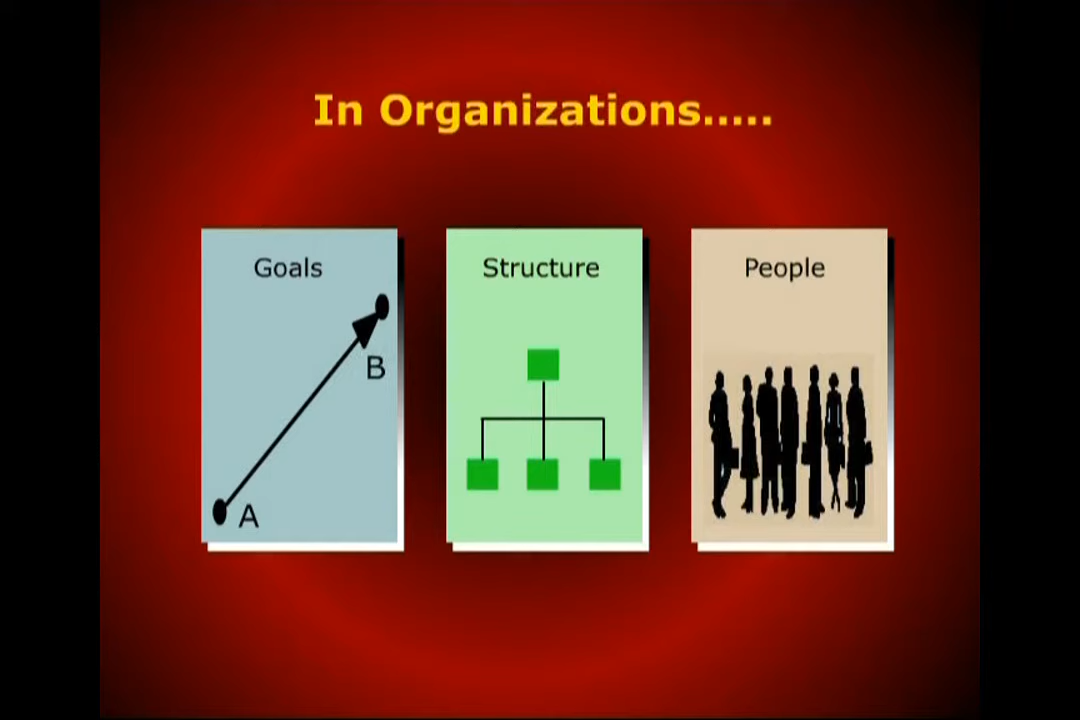 In Organizations.....
Goals
Structure
People
B
A